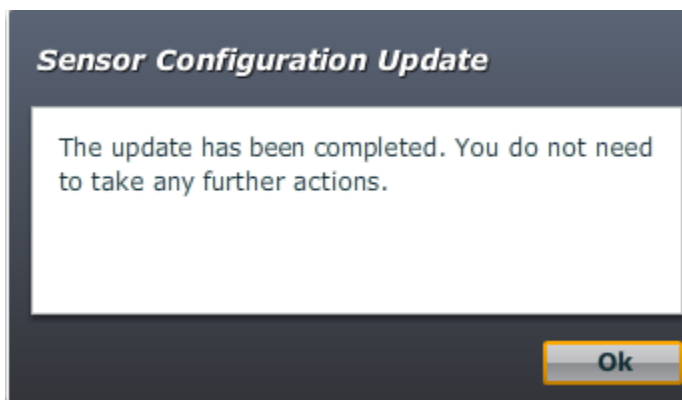 Sensor Configuration Update
The update has been completed. You do not need
to take any further actions.
Ok